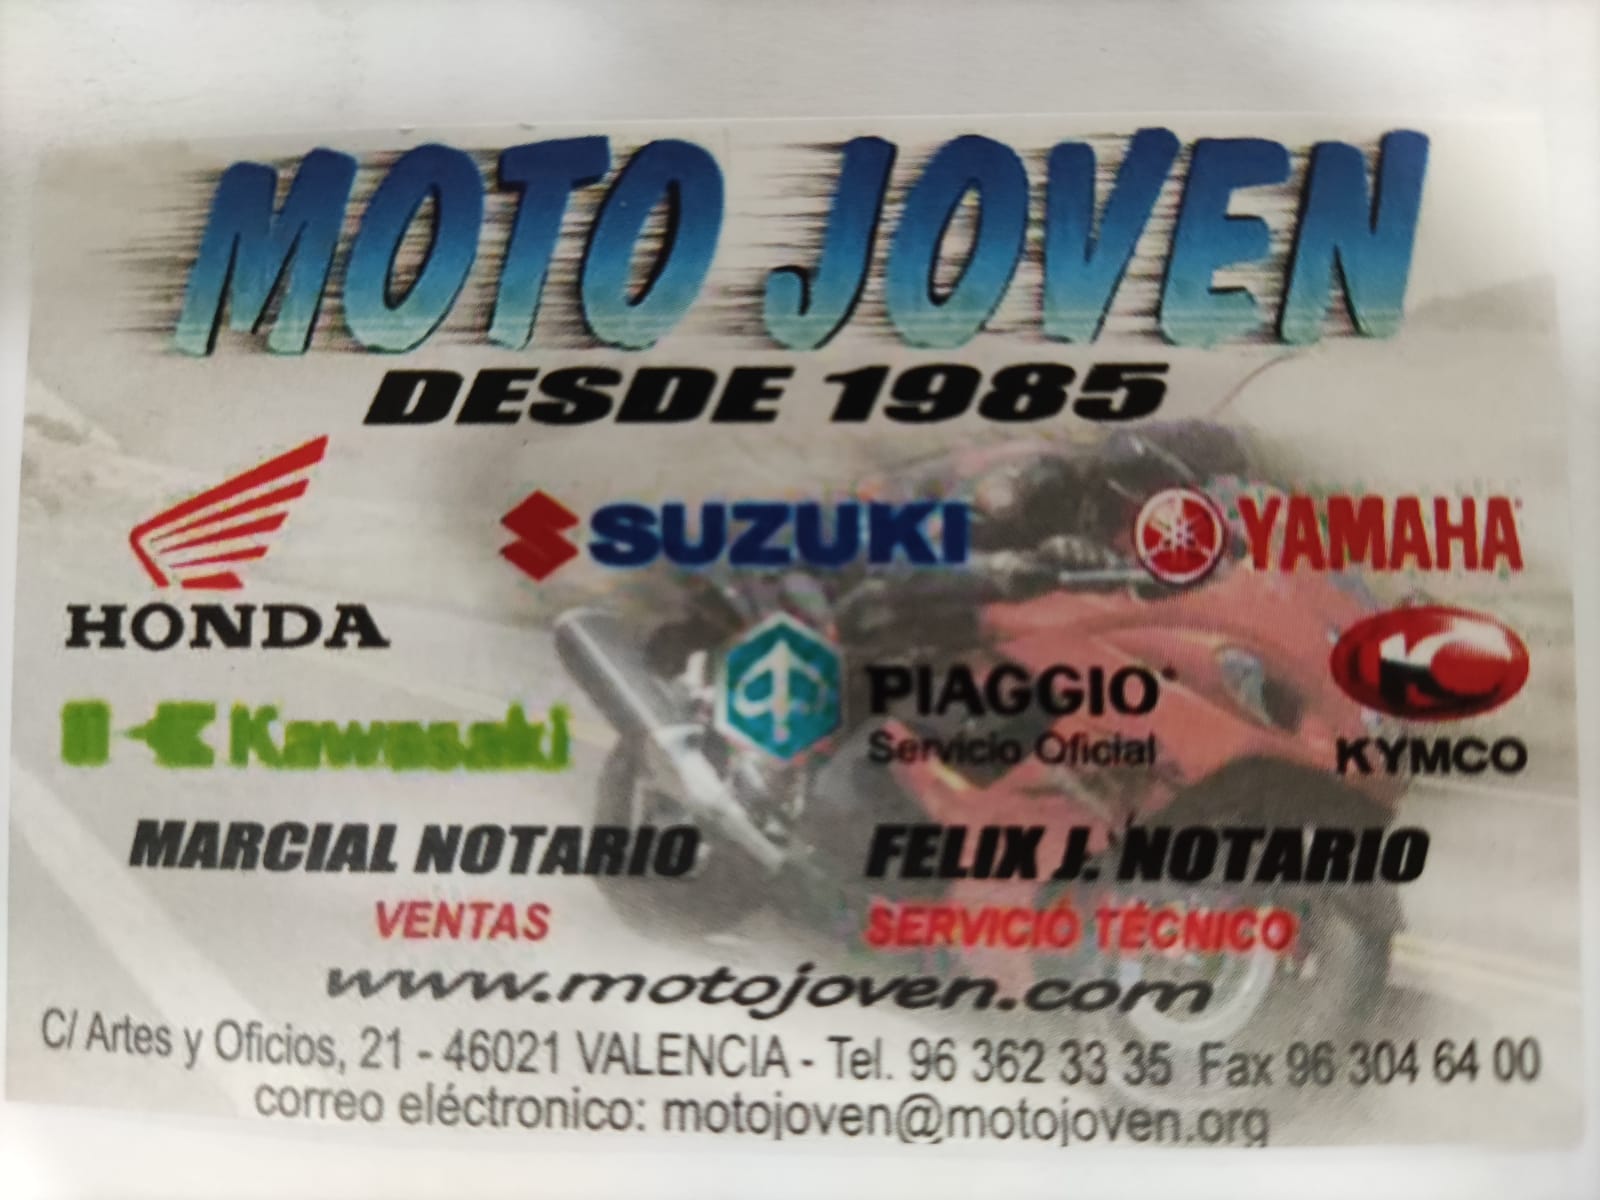 MOTO JOVEN
DESDE 1985
HONDA
SUZUKI
YAMAHA
Kawasaki
PIAGGIO
Servicio Oficial
KYMCO
MARCIAL NOTARIO
VENTAS
FELIX J. NOTARIO
SERVICIO TÉCNICO
www.motojoven.com
C/ Artes y Oficios, 21 - 46021 VALENCIA - Tel. 96 362 33 35 Fax 96 304 64 00
correo eléctronico: motojoven@motojoven.org